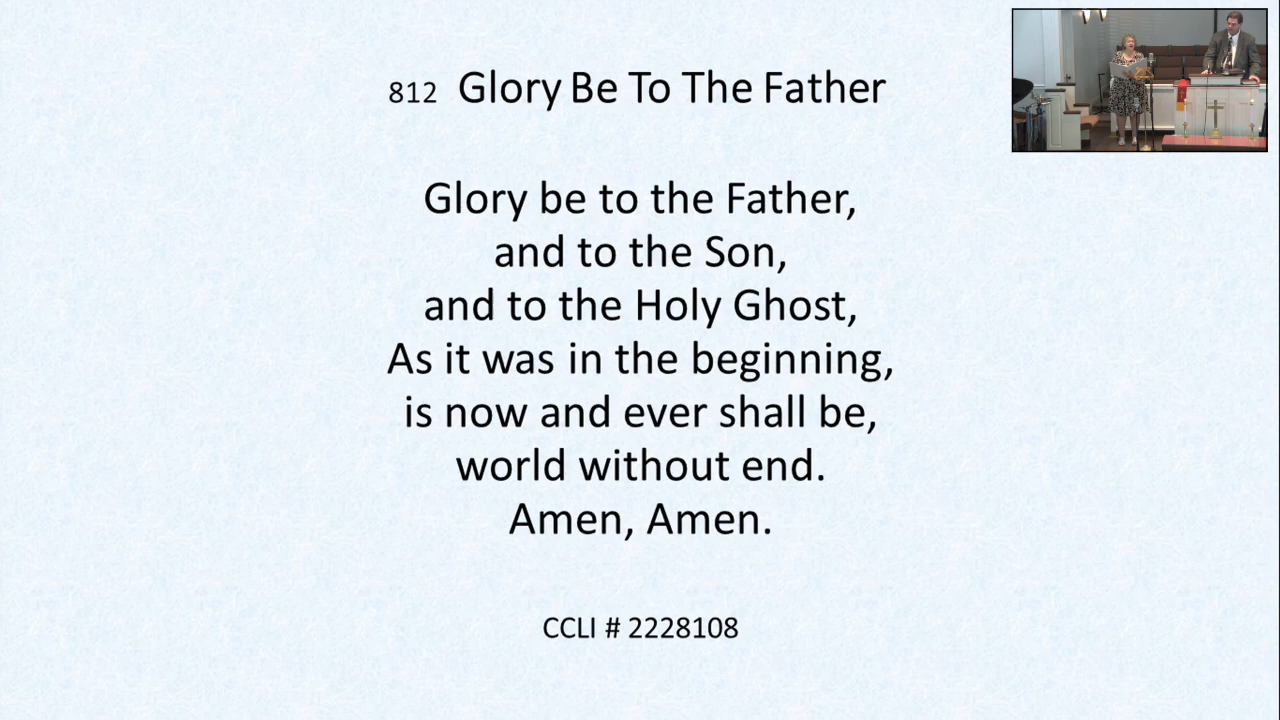 812 Glory Be To The Father
Glory be to the Father,
and to the Son,
and to the Holy Ghost,
As it was in the beginning,
is now and ever shall be,
world without end.
Amen, Amen.
CCLI # 2228108